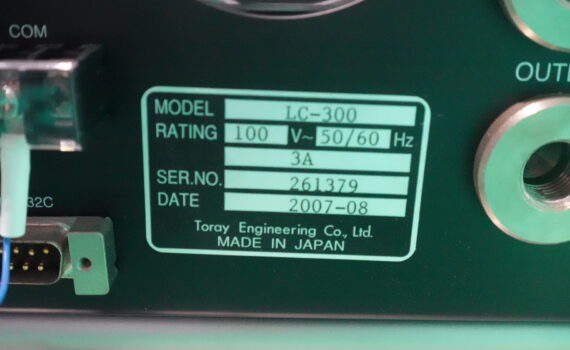 COM
OUT
MODEL LC-300
RATING 100 V~ 50/60 Hz
3A
SER.NO. 261379
DATE 2007-08
Toray Engineering Co., Ltd.
MADE IN JAPAN
32C